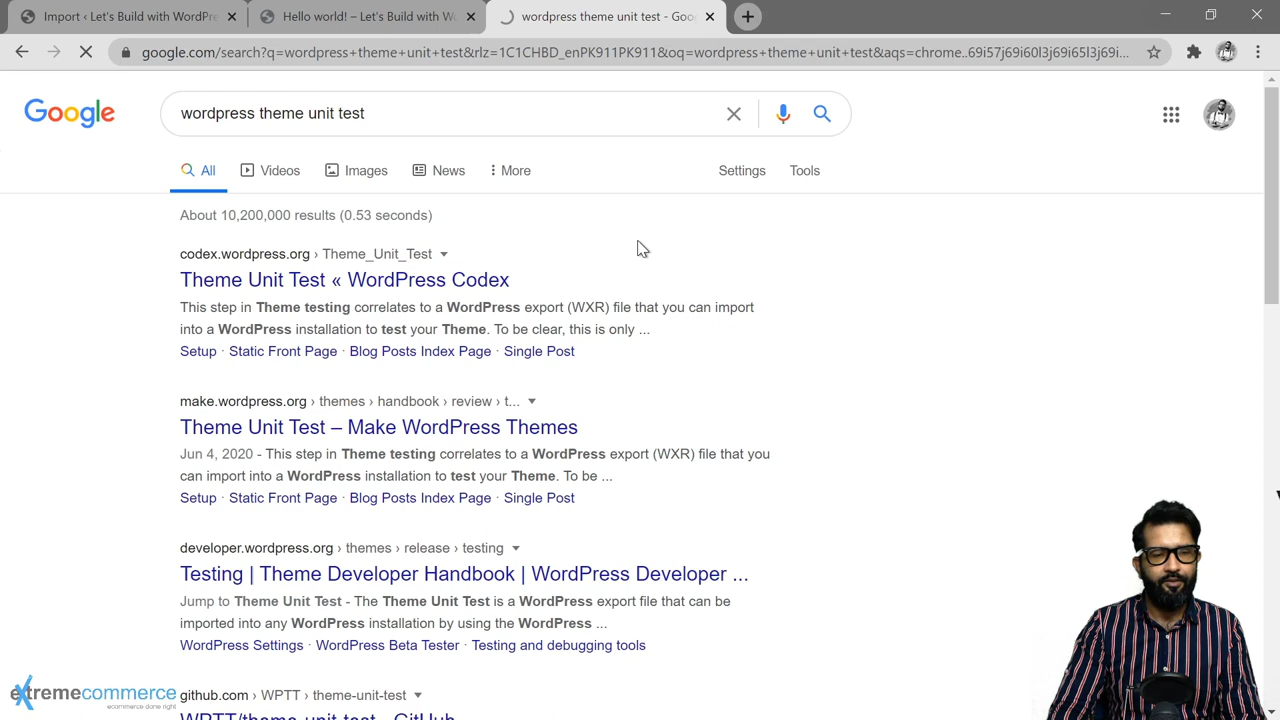 Import ‹ Let's Build with WordPre
Hello world! – Let's Build with Wo
wordpress theme unit test - Goo
google.com/search?q=wordpress+theme+unit+test&rlz=1C1CHBD_enPK911PK911&oq=wordpress+theme+unit+test&aqs=chrome..69i57j69i60l3j69i65l3j69i...
Google
wordpress theme unit test
All
Videos
Images
News
More
Settings
Tools
About 10,200,000 results (0.53 seconds)
codex.wordpress.org › Theme_Unit_Test
Theme Unit Test « WordPress Codex
This step in Theme testing correlates to a WordPress export (WXR) file that you can import
into a WordPress installation to test your Theme. To be clear, this is only ...
Setup · Static Front Page · Blog Posts Index Page · Single Post
make.wordpress.org › themes › handbook › review › t...
Theme Unit Test – Make WordPress Themes
Jun 4, 2020 - This step in Theme testing correlates to a WordPress export (WXR) file that you
can import into a WordPress installation to test your Theme. To be ...
Setup · Static Front Page · Blog Posts Index Page · Single Post
developer.wordpress.org › themes › release › testing
Testing | Theme Developer Handbook | WordPress Developer ...
Jump to Theme Unit Test - The Theme Unit Test is a WordPress export file that can be
imported into any WordPress installation by using the WordPress ...
WordPress Settings · WordPress Beta Tester · Testing and debugging tools
extremecommerce
ecommerce done right
github.com › WPTT › theme-unit-test
WPTT/theme-unit-test - GitHub